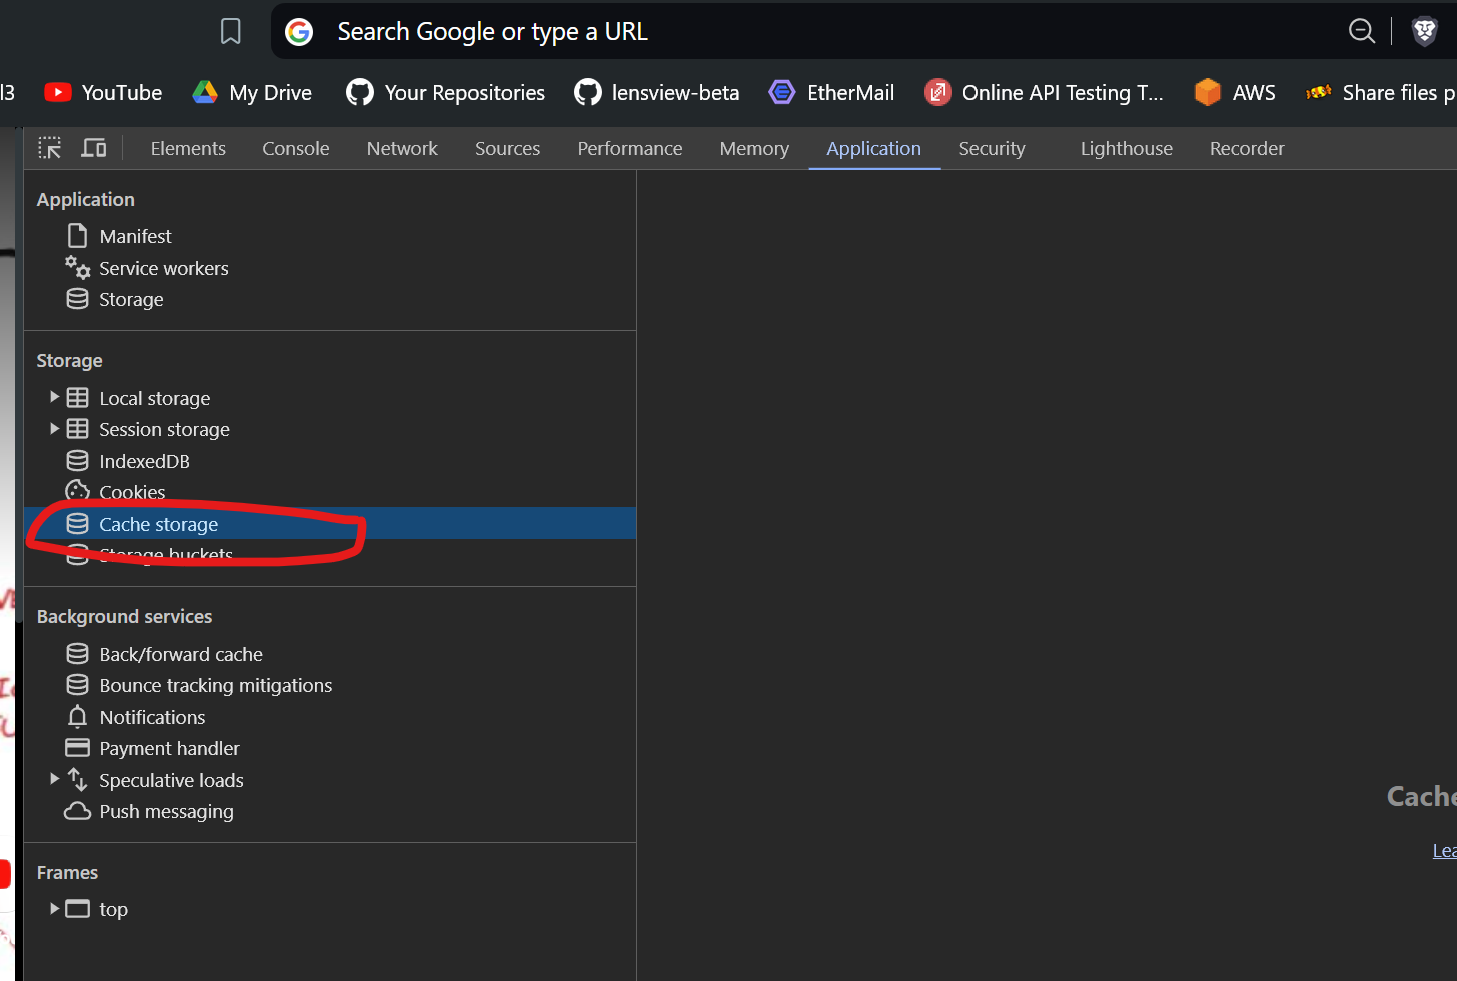 Search Google or type a URL
l3 YouTube My Drive Your Repositories lensview-beta EtherMail Online API Testing T... AWS Share files p
Elements Console Network Sources Performance Memory Application Security Lighthouse Recorder
Application
Manifest
Service workers
Storage
Storage
Local storage
Session storage
IndexedDB
Cookies
Cache storage
Storage buckets
Background services
Back/forward cache
Bounce tracking mitigations
Notifications
Payment handler
Speculative loads
Push messaging
Cache
Lea
Frames
top